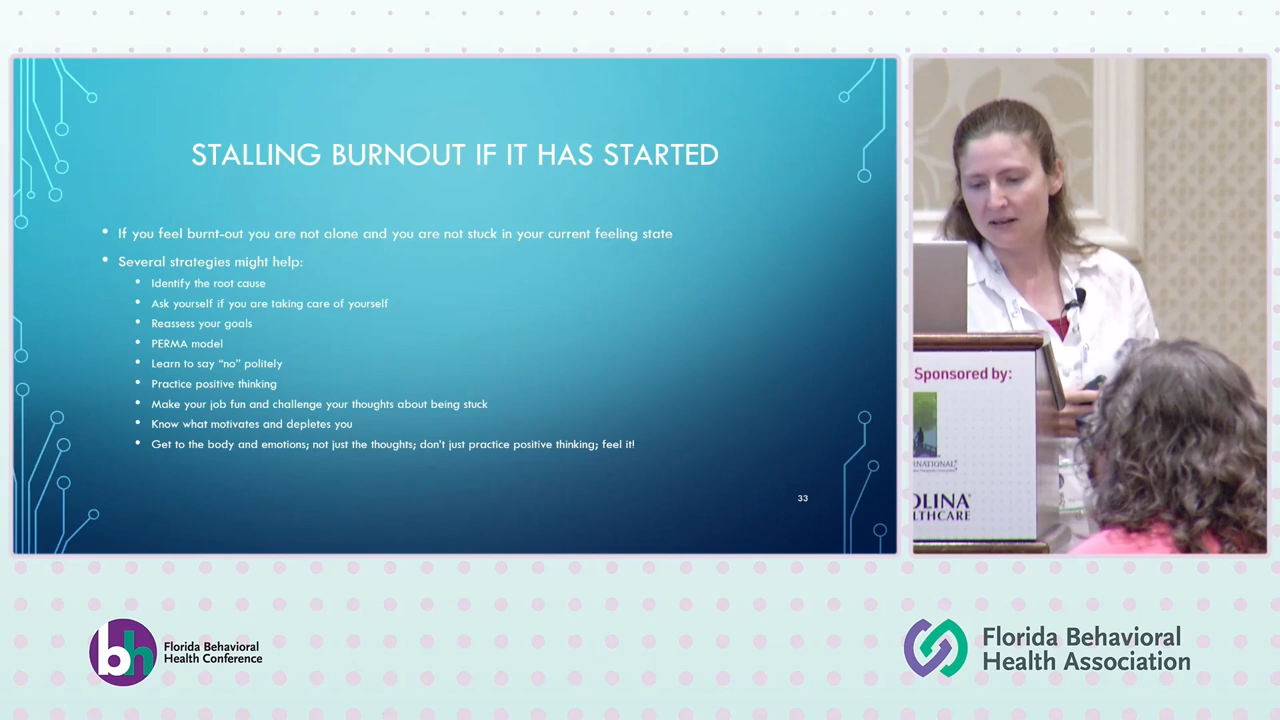 STALLING BURNOUT IF IT HAS STARTED
• If you feel burnt-out you are not alone and you are not stuck in your current feeling state
• Several strategies might help:
• Identify the root cause
• Ask yourself if you are taking care of yourself
• Reassess your goals
• PERMA model
• Learn to say “no” politely
• Practice positive thinking
• Make your job fun and challenge your thoughts about being stuck
• Know what motivates and depletes you
• Get to the body and emotions; not just the thoughts; don't just practice positive thinking; feel it!
33
Sponsored by:
RNATIONAL
OLINA
LTHCARE
bh
Florida Behavioral
Health Conference
Florida Behavioral
Health Association